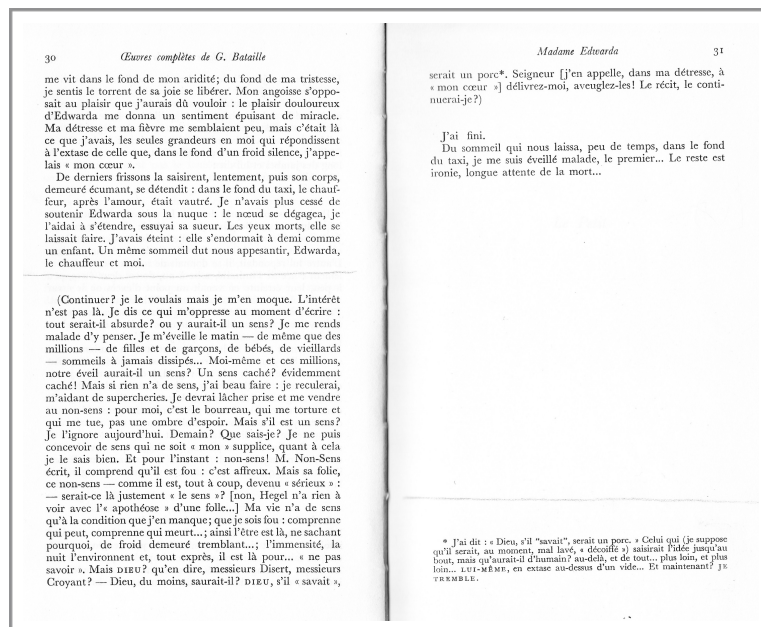 30 Œuvres complètes de G. Bataille
me vit dans le fond de mon aridité; du fond de ma tristesse,
je sentis le torrent de sa joie se libérer. Mon angoisse s'oppo-
sait au plaisir que j'aurais dû vouloir : le plaisir douloureux
d'Edwarda me donna un sentiment épuisant de miracle.
Ma détresse et ma fièvre me semblaient peu, mais c'était là
ce que j'avais, les seules grandeurs en moi qui répondissent
à l'extase de celle que, dans le fond d'un froid silence, j'appe-
lais « mon cœur ».
De derniers frissons la saisirent, lentement, puis son corps,
demeuré écumant, se détendit : dans le fond du taxi, le chauf-
feur, après l'amour, était vautré. Je n'avais plus cessé de
soutenir Edwarda sous la nuque : le nœud se dégagea, je
l'aidai à s'étendre, essuyai sa sueur. Les yeux morts, elle se
laissait faire. J'avais éteint : elle s'endormait à demi comme
un enfant. Un même sommeil dut nous appesantir, Edwarda,
le chauffeur et moi.
(Continuer? je le voulais mais je m'en moque. L'intérêt
n'est pas là. Je dis ce qui m'oppresse au moment d'écrire :
tout serait-il absurde? ou y aurait-il un sens? Je me rends
malade d'y penser. Je m'éveille le matin — de même que des
millions — de filles et de garçons, de bébés, de vieillards
— sommeils à jamais dissipés... Moi-même et ces millions,
notre éveil aurait-il un sens? Un sens caché? évidemment
caché! Mais si rien n'a de sens, j'ai beau faire : je reculerai,
m'aidant de supercheries. Je devrai lâcher prise et me vendre
au non-sens : pour moi, c'est le bourreau, qui me torture et
qui me tue, pas une ombre d'espoir. Mais s'il est un sens?
Je l'ignore aujourd'hui. Demain? Que sais-je? Je ne puis
concevoir de sens qui ne soit « mon » supplice, quant à cela
je le sais bien. Et pour l'instant : non-sens! M. Non-Sens
écrit, il comprend qu'il est fou : c'est affreux. Mais sa folie,
ce non-sens — comme il est, tout à coup, devenu « sérieux » :
— serait-ce là justement « le sens »? [non, Hegel n'a rien à
voir avec l'« apothéose » d'une folle...] Ma vie n'a de sens
qu'à la condition que j'en manque; que je sois fou : comprenne
qui peut, comprenne qui meurt...; ainsi l'être est là, ne sachant
pourquoi, de froid demeuré tremblant...; l'immensité, la
nuit l'environnent et, tout exprès, il est là pour... « ne pas
savoir ». Mais DIEU? qu'en dire, messieurs Disert, messieurs
Croyant? — Dieu, du moins, saurait-il? DIEU, s'il « savait »,
Madame Edwarda 31
serait un porc*. Seigneur [j'en appelle, dans ma détresse, à
« mon cœur »] délivrez-moi, aveuglez-les! Le récit, le conti-
nuerai-je?)
J'ai fini.
Du sommeil qui nous laissa, peu de temps, dans le fond
du taxi, je me suis éveillé malade, le premier... Le reste est
ironie, longue attente de la mort...
* J'ai dit : « Dieu, s'il "savait", serait un porc. » Celui qui (je suppose
qu'il serait, au moment, mal lavé, « décoiffé ») saisirait l'idée jusqu'au
bout, mais qu'aurait-il d'humain? au-delà, et de tout... plus loin, et plus
loin... LUI-MÊME, en extase au-dessus d'un vide... Et maintenant? JE
TREMBLE.